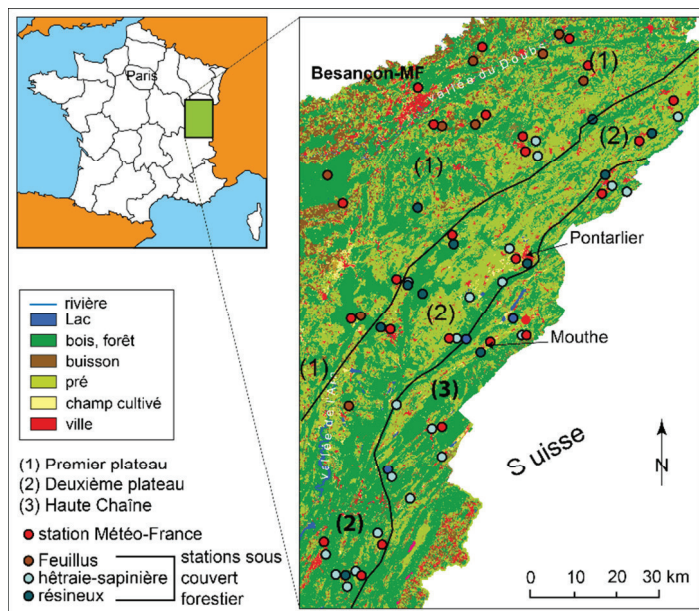 Paris
rivière
Lac
bois, forêt
buisson
pré
champ cultivé
ville
(1) Premier plateau
(2) Deuxième plateau
(3) Haute Chaîne
station Météo-France
Feuillus
hêtraie-sapinière
résineux
stations sous
couvert
forestier
Besançon-MF
Vallée du Doubs
(1)
(2)
(1)
Pontarlier
(2)
Mouthe
(1)
(3)
Vallée de l'Ain
Suisse
N
(2)
0 10 20 30 km